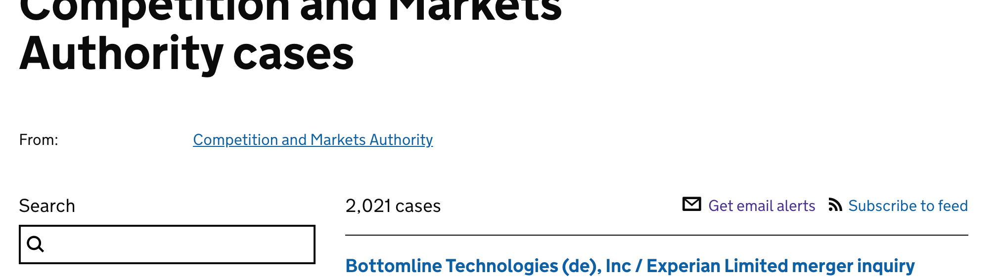 Competition and Markets
Authority cases
From:
Competition and Markets Authority
Search
2,021 cases
Get email alerts
Subscribe to feed
Bottomline Technologies (de), Inc / Experian Limited merger inquiry